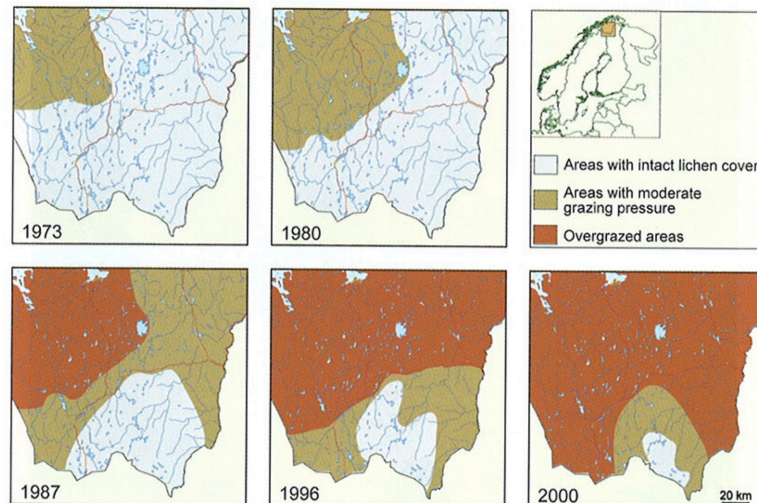 1973
1980
Areas with intact lichen cover
Areas with moderate
grazing pressure
Overgrazed areas
1987
1996
2000
20 km